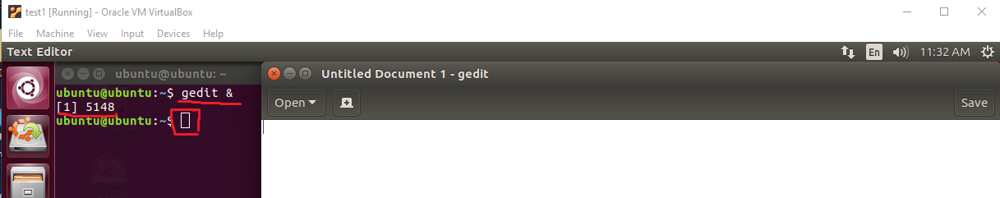 test1 [Running] - Oracle VM VirtualBox
File Machine View Input Devices Help
Text Editor En 11:32 AM
ubuntu@ubuntu: ~
ubuntu@ubuntu:~$ gedit &
[1] 5148
ubuntu@ubuntu:~$
Untitled Document 1 - gedit
Open Save